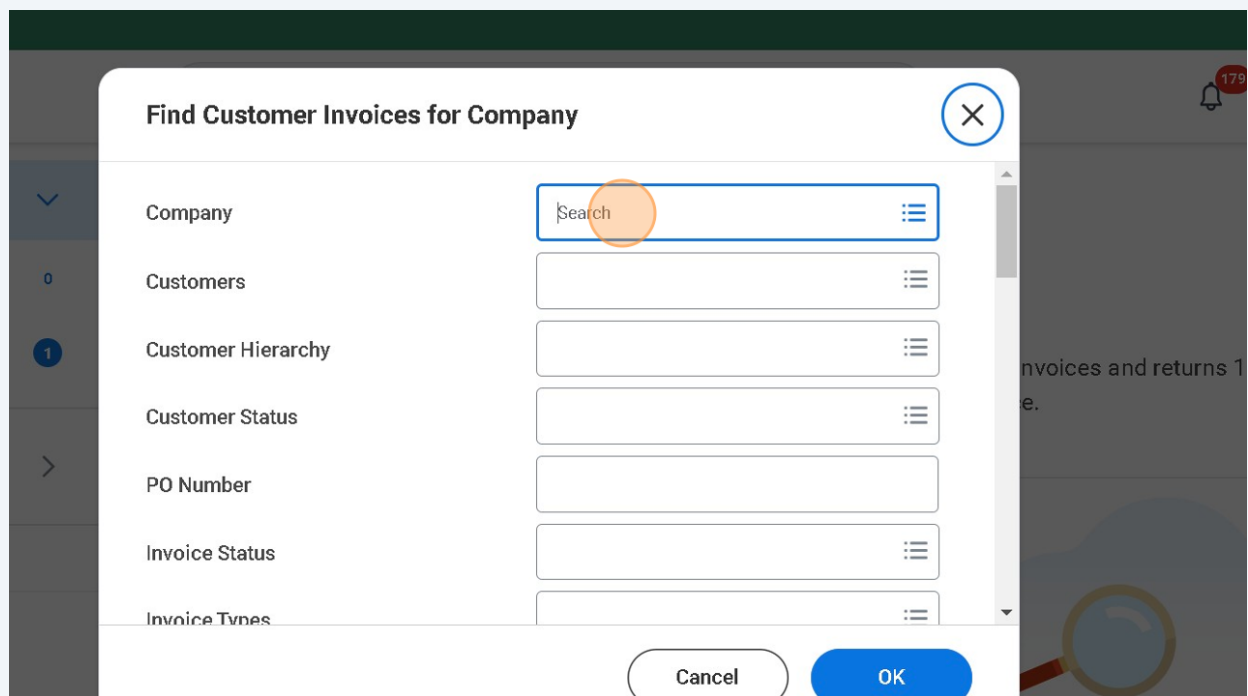 179
Find Customer Invoices for Company
Company
Search
Customers
0
Customer Hierarchy
1
nvoices and returns 1
e.
Customer Status
PO Number
Invoice Status
Invoice Types
Cancel
OK